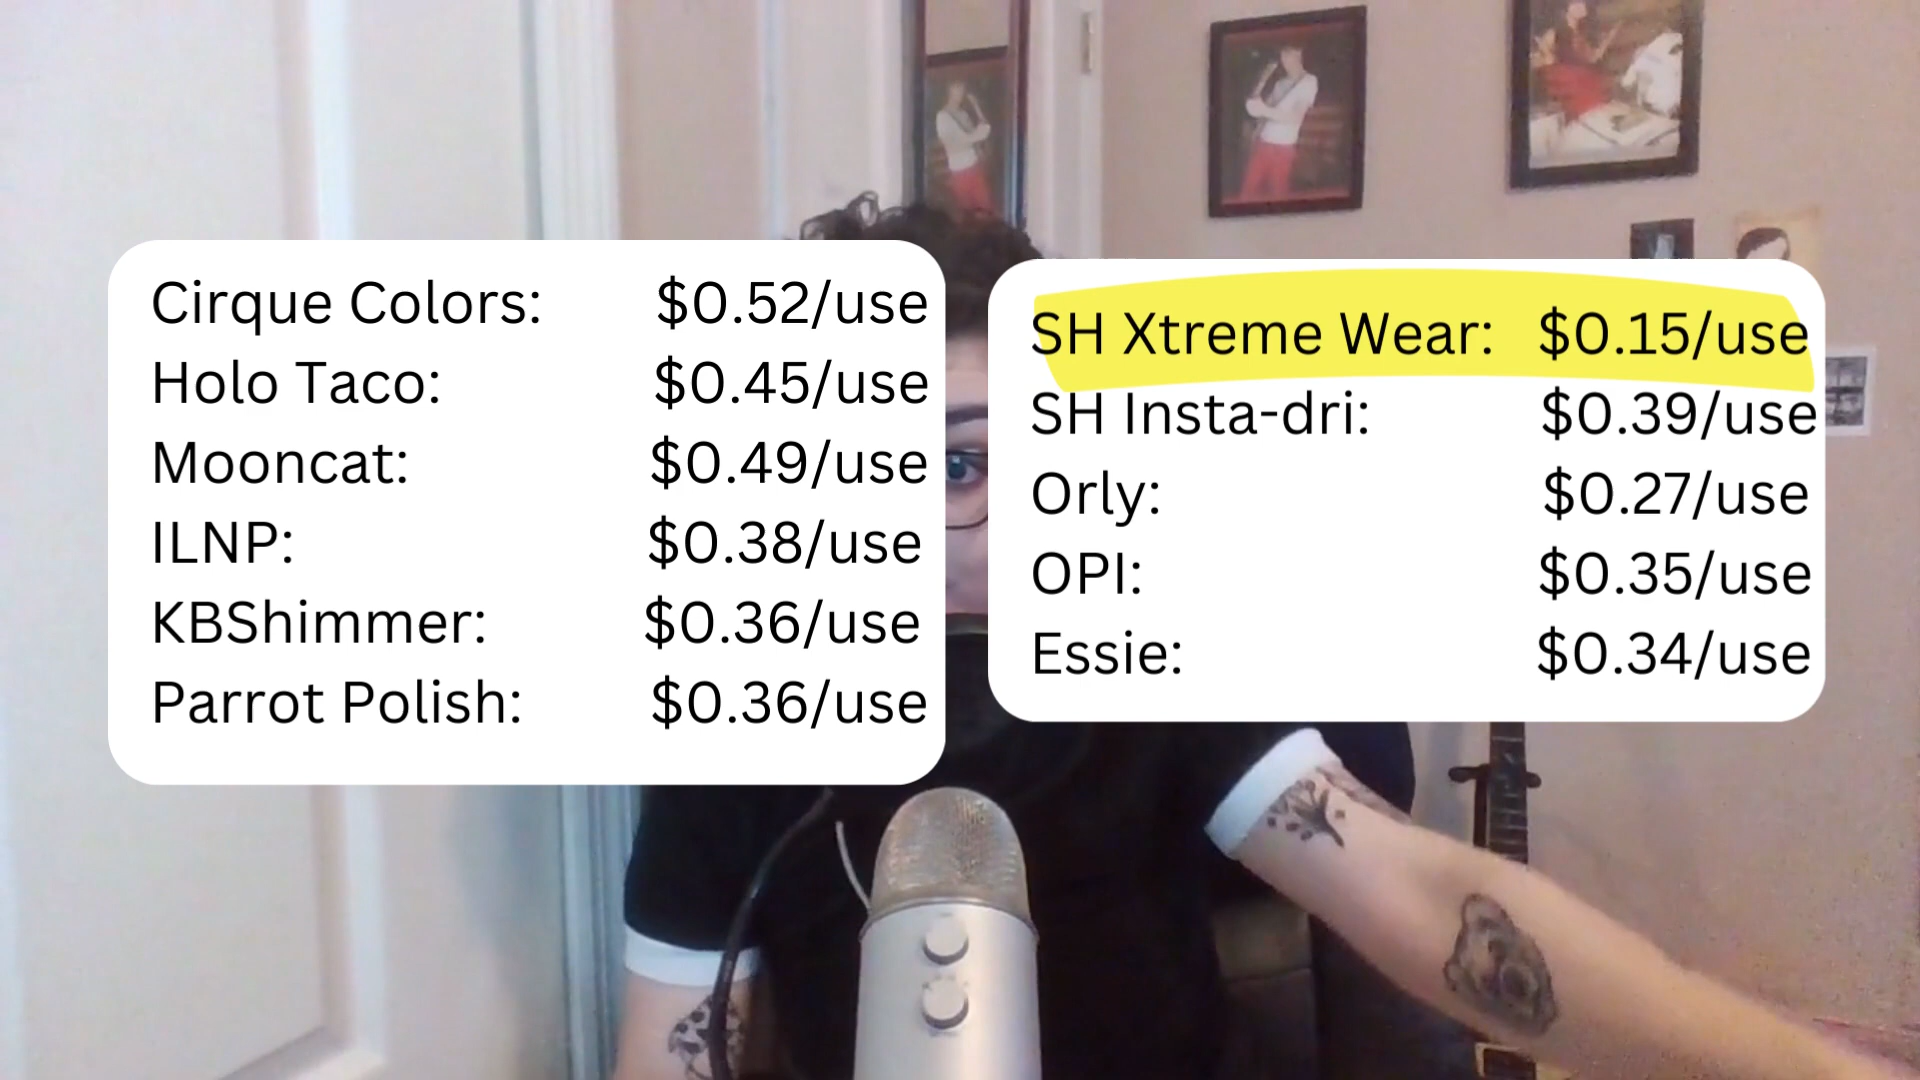 Cirque Colors: $0.52/use
Holo Taco: $0.45/use
Mooncat: $0.49/use
ILNP: $0.38/use
KBShimmer: $0.36/use
Parrot Polish: $0.36/use
SH Xtreme Wear: $0.15/use
SH Insta-dri: $0.39/use
Orly: $0.27/use
OPI: $0.35/use
Essie: $0.34/use